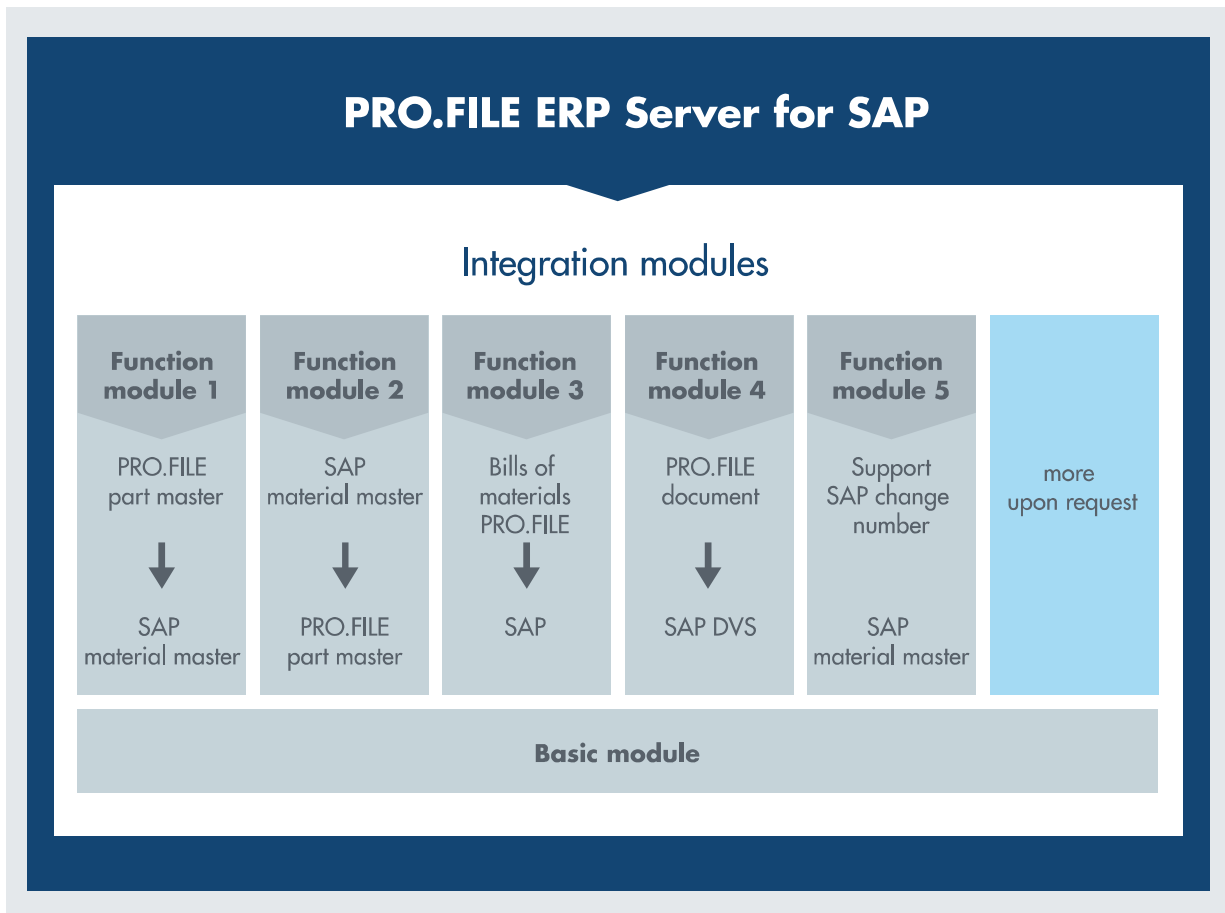 PRO.FILE ERP Server for SAP
Integration modules
Function
module 1
PRO.FILE
part master
SAP
material master
Function
module 2
SAP
material master
PRO.FILE
part master
Function
module 3
Bills of
materials
PRO.FILE
SAP
Function
module 4
PRO.FILE
document
SAP DVS
Function
module 5
Support
SAP change
number
SAP
material master
more
upon request
Basic module